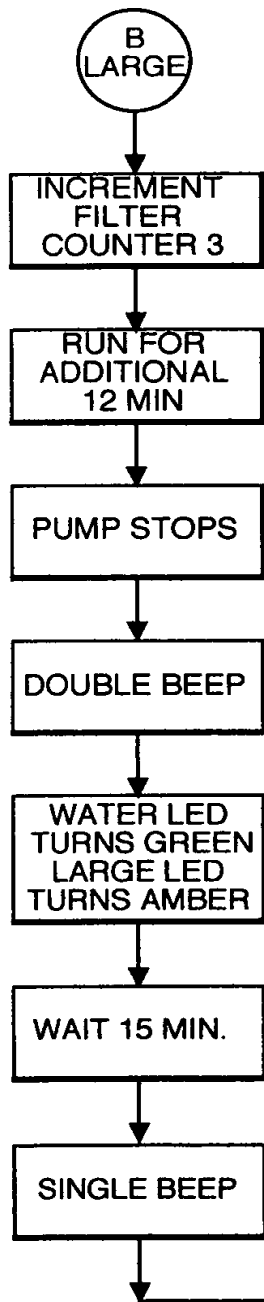 B
LARGE
INCREMENT
FILTER
COUNTER 3
RUN FOR
ADDITIONAL
12 MIN
PUMP STOPS
DOUBLE BEEP
WATER LED
TURNS GREEN
LARGE LED
TURNS AMBER
WAIT 15 MIN.
SINGLE BEEP